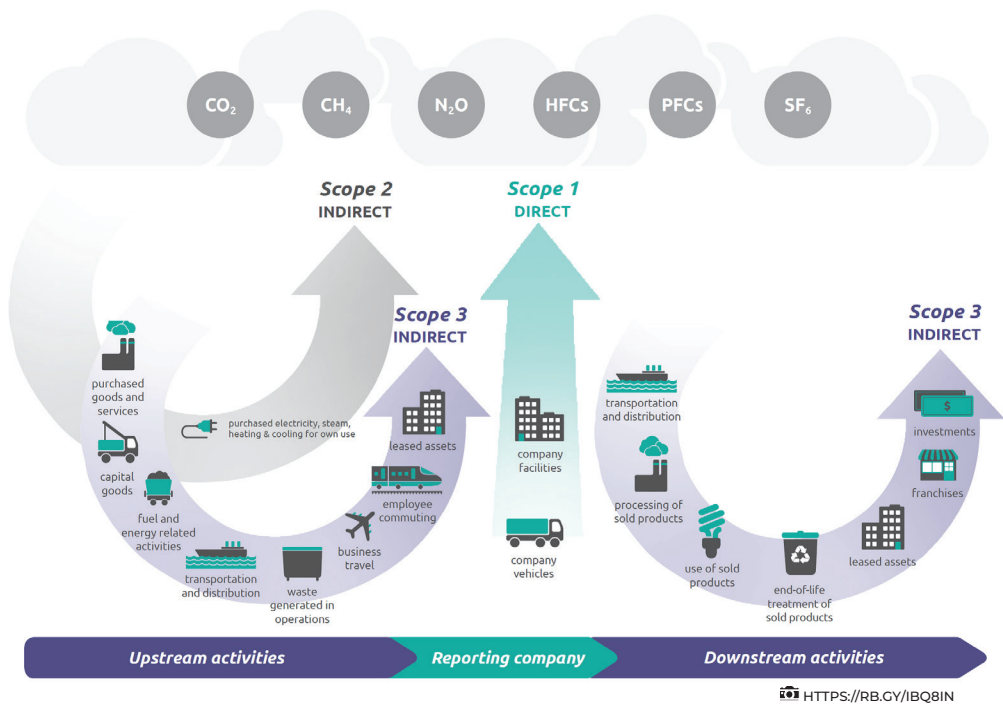 CO₂
CH₄
N₂O
HFCs
PFCs
SF₆
Scope 2
INDIRECT
Scope 1
DIRECT
Scope 3
INDIRECT
Scope 3
INDIRECT
purchased
goods and
services
capital
goods
fuel and
energy related
activities
purchased electricity, steam,
heating & cooling for own use
transportation
and distribution
waste
generated in
operations
business
travel
employee
commuting
leased assets
company
facilities
company
vehicles
transportation
and distribution
processing of
sold products
use of sold
products
end-of-life
treatment of
sold products
leased assets
franchises
$
investments
Upstream activities
Reporting company
Downstream activities
HTTPS://RB.GY/IBQ8IN